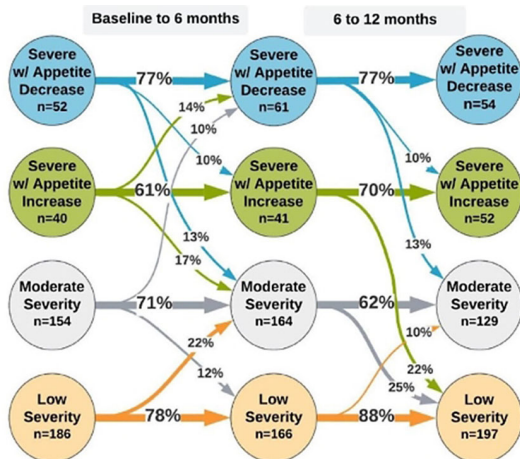 Baseline to 6 months
6 to 12 months
Severe
w/ Appetite
Decrease
n=52
77%
Severe
w/ Appetite
Decrease
n=61
77%
Severe
w/ Appetite
Decrease
n=54
14%
10%
10%
10%
Severe
w/ Appetite
Increase
n=40
61%
Severe
w/ Appetite
Increase
n=41
70%
Severe
w/ Appetite
Increase
n=52
13%
17%
13%
Moderate
Severity
n=154
71%
Moderate
Severity
n=164
62%
Moderate
Severity
n=129
22%
12%
10%
22%
25%
Low
Severity
n=186
78%
Low
Severity
n=166
88%
Low
Severity
n=197